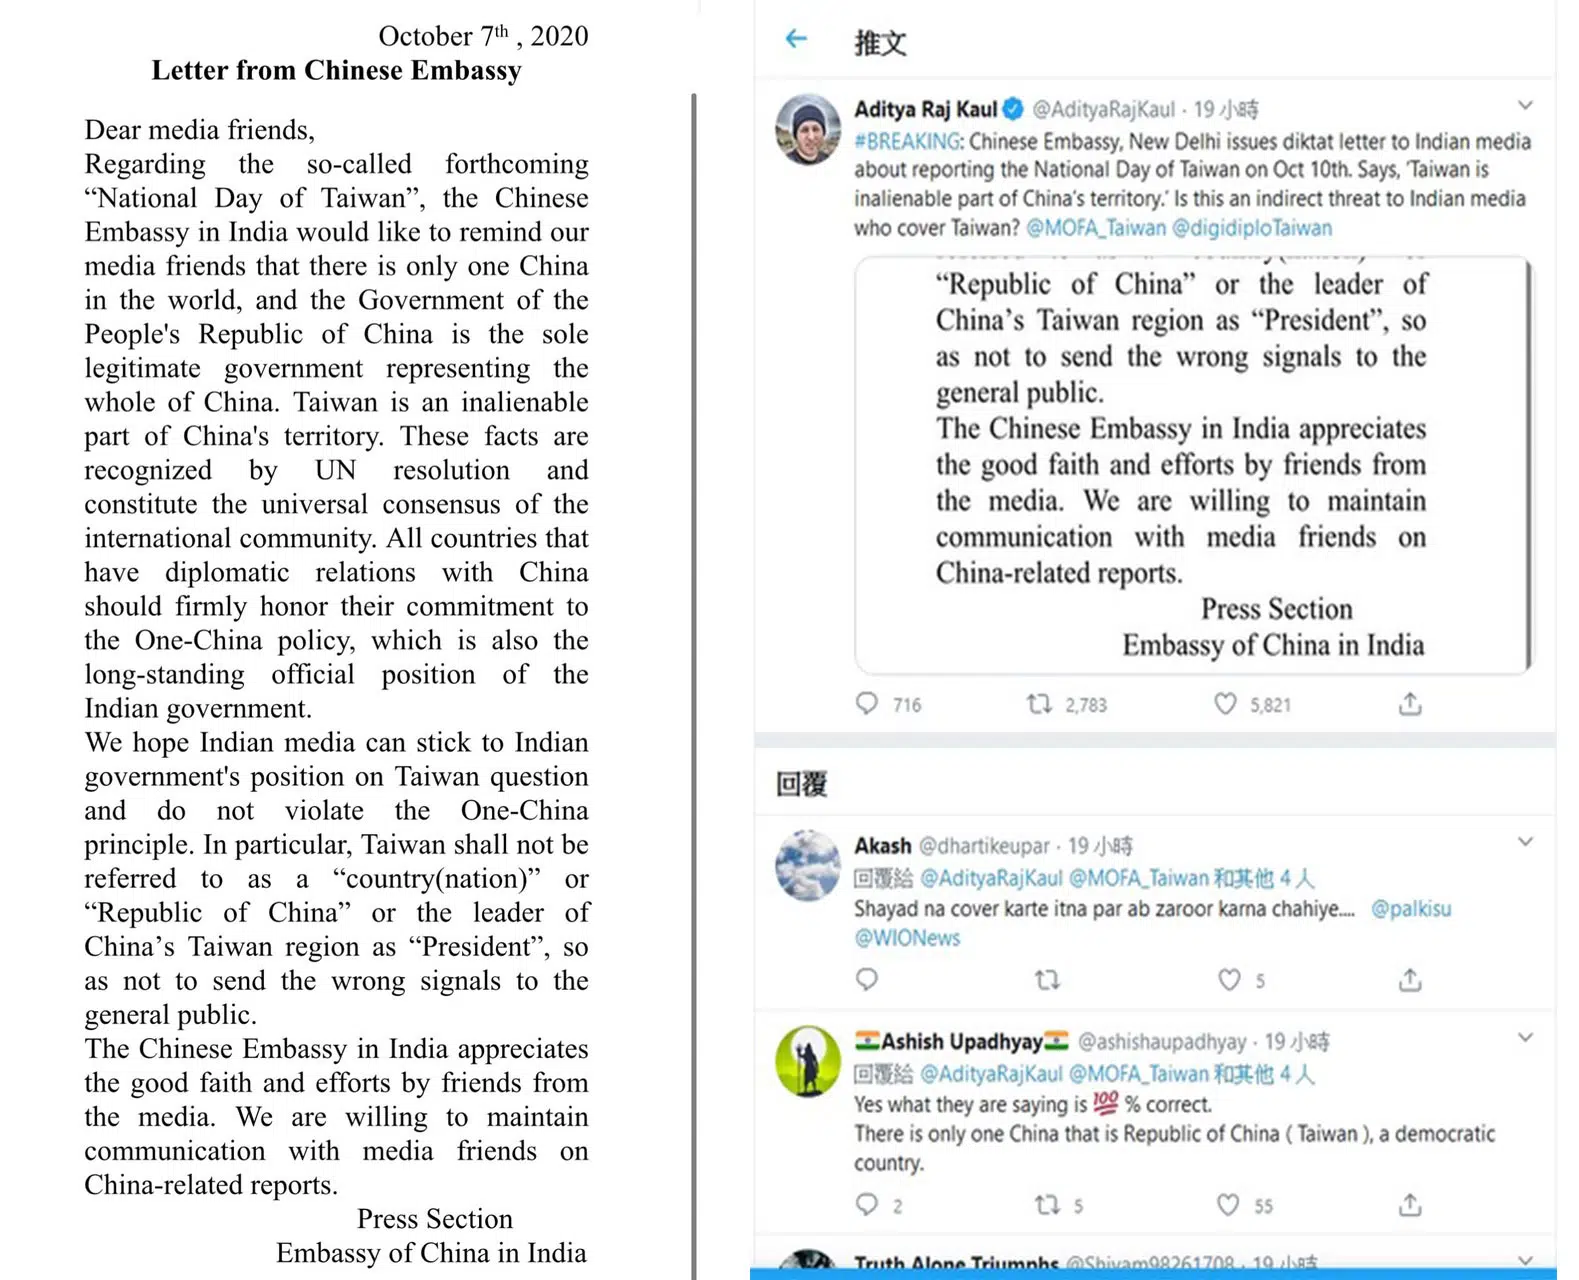 October 7th , 2020
Letter from Chinese Embassy
Dear media friends,
Regarding the so-called forthcoming
“National Day of Taiwan”, the Chinese
Embassy in India would like to remind our
media friends that there is only one China
in the world, and the Government of the
People's Republic of China is the sole
legitimate government representing the
whole of China. Taiwan is an inalienable
part of China's territory. These facts are
recognized by UN resolution and
constitute the universal consensus of the
international community. All countries that
have diplomatic relations with China
should firmly honor their commitment to
the One-China policy, which is also the
long-standing official position of the
Indian government.
We hope Indian media can stick to Indian
government's position on Taiwan question
and do not violate the One-China
principle. In particular, Taiwan shall not be
referred to as a “country(nation)” or
“Republic of China” or the leader of
China’s Taiwan region as “President”, so
as not to send the wrong signals to the
general public.
The Chinese Embassy in India appreciates
the good faith and efforts by friends from
the media. We are willing to maintain
communication with media friends on
China-related reports.
Press Section
Embassy of China in India
推文
Aditya Raj Kaul @AdityaRajKaul · 19 小時
#BREAKING: Chinese Embassy, New Delhi issues diktat letter to Indian media
about reporting the National Day of Taiwan on Oct 10th. Says, 'Taiwan is
inalienable part of China's territory.' Is this an indirect threat to Indian media
who cover Taiwan? @MOFA_Taiwan @digidiploTaiwan
“Republic of China” or the leader of
China’s Taiwan region as “President”, so
as not to send the wrong signals to the
general public.
The Chinese Embassy in India appreciates
the good faith and efforts by friends from
the media. We are willing to maintain
communication with media friends on
China-related reports.
Press Section
Embassy of China in India
716 2,783 5,821
回覆
Akash @dhartikeupar · 19 小時
回覆給 @AdityaRajKaul @MOFA_Taiwan 和其他 4 人
Shayad na cover karte itna par ab zaroor karna chahiye.... @palkisu
@WIONews
5
Ashish Upadhyay @ashishaupadhyay · 19 小時
回覆給 @AdityaRajKaul @MOFA_Taiwan 和其他 4 人
Yes what they are saying is 💯 % correct.
There is only one China that is Republic of China ( Taiwan ), a democratic
country.
2 5 55
Truth Alone Triumphs @Shivam98261708 · 19 小時